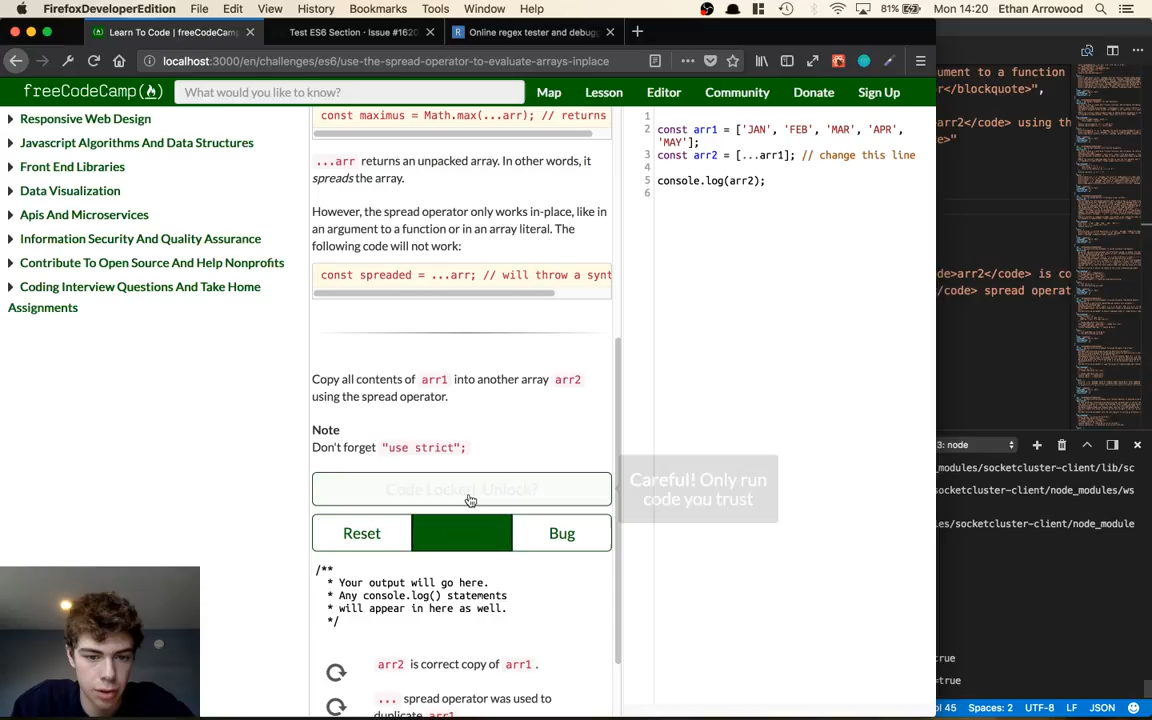 FirefoxDeveloperEdition File Edit View History Bookmarks Tools Window Help 81% Mon 14:20 Ethan Arrowood
Learn To Code | freeCodeCam Test ES6 Section · Issue #1620 Online regex tester and debugg
localhost:3000/en/challenges/es6/use-the-spread-operator-to-evaluate-arrays-inplace
freeCodeCamp What would you like to know? Map Lesson Editor Community Donate Sign Up
Responsive Web Design
Javascript Algorithms And Data Structures
Front End Libraries
Data Visualization
Apis And Microservices
Information Security And Quality Assurance
Contribute To Open Source And Help Nonprofits
Coding Interview Questions And Take Home
Assignments
const maximus = Math.max(...arr); // returns
...arr returns an unpacked array. In other words, it
spreads the array.
However, the spread operator only works in-place, like in
an argument to a function or in an array literal. The
following code will not work:
const spreaded = ...arr; // will throw a synt
Copy all contents of arr1 into another array arr2
using the spread operator.
Note
Don't forget "use strict";
Code Locked. Unlock?
Reset Bug
/**
* Your output will go here.
* Any console.log() statements
* will appear in here as well.
*/
arr2 is correct copy of arr1.
... spread operator was used to
duplicate arr1.
1
2 const arr1 = ['JAN', 'FEB', 'MAR', 'APR',
'MAY'];
3 const arr2 = [...arr1]; // change this line
4
5 console.log(arr2);
6
Careful! Only run
code you trust
ument to a function
r</blockquote>",
arr2</code> using th
>"
de>arr2</code> is co
</code> spread operat
3: node
_modules/socketcluster-client/lib/sc
ocketcluster-client/node_modules/ws
les/socketcluster-client/node_module
true
=true
ol 45 Spaces: 2 UTF-8 LF JSON